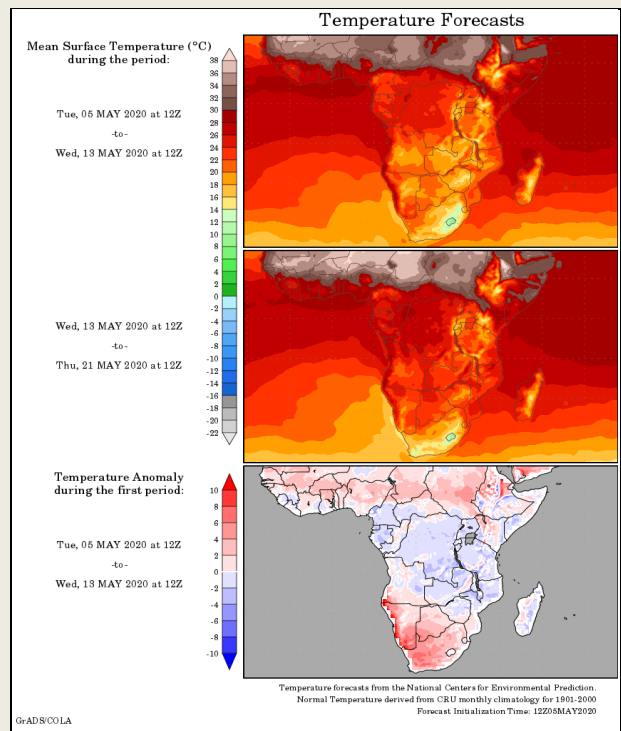 Temperature Forecasts
Mean Surface Temperature (°C)
during the period:
Tue, 05 MAY 2020 at 12Z
-to-
Wed, 13 MAY 2020 at 12Z
38
36
34
32
30
28
26
24
22
20
18
16
14
12
10
8
6
4
2
0
-2
-4
-6
-8
-10
-12
-14
-16
-18
-20
-22
Wed, 13 MAY 2020 at 12Z
-to-
Thu, 21 MAY 2020 at 12Z
Temperature Anomaly
during the first period:
Tue, 05 MAY 2020 at 12Z
-to-
Wed, 13 MAY 2020 at 12Z
10
8
6
4
2
0
-2
-4
-6
-8
-10
Temperature forecasts from the National Centers for Environmental Prediction.
Normal Temperature derived from CRU monthly climatology for 1901-2000
Forecast Initialization Time: 12Z05MAY2020
GrADS/COLA